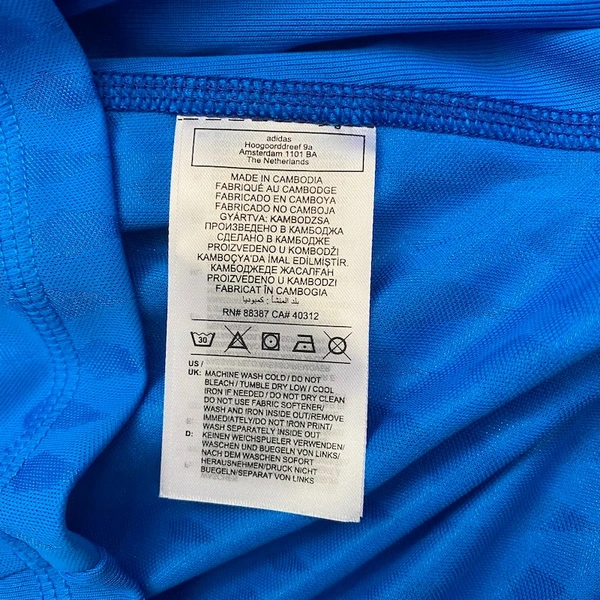 adidas
Hoogoorddreef 9a
Amsterdam 1101 BA
The Netherlands
MADE IN CAMBODIA
FABRIQUÉ AU CAMBODGE
FABRICADO EN CAMBOYA
FABRICADO NO CAMBOJA
GYÁRTVA: KAMBODZSA
ПРОИЗВЕДЕНО В КАМБОДЖА
СДЕЛАНО В КАМБОДЖЕ
PROIZVEDENO U KOMBODŽI
KAMBOÇYA'DA İMAL EDİLMİŞTİR.
КАМБОДЖЕДЕ ЖАСАЛҒАН
PROIZVEDENO U KAMBODZI
FABRICAT ÎN CAMBOGIA
بلد المنشأ : كمبوديا
RN# 88387 CA# 40312
30
US /
UK: MACHINE WASH COLD / DO NOT
BLEACH / TUMBLE DRY LOW / COOL
IRON IF NEEDED / DO NOT DRY CLEAN
DO NOT USE FABRIC SOFTENER/
WASH AND IRON INSIDE OUT/REMOVE
IMMEDIATELY/DO NOT IRON PRINT/
WASH SEPARATELY INSIDE OUT
D: KEINEN WEICHSPUELER VERWENDEN/
WASCHEN UND BUEGELN VON LINKS/
NACH DEM WASCHEN SOFORT
HERAUSNEHMEN/DRUCK NICHT
BUEGELN/SEPARAT VON LINKS